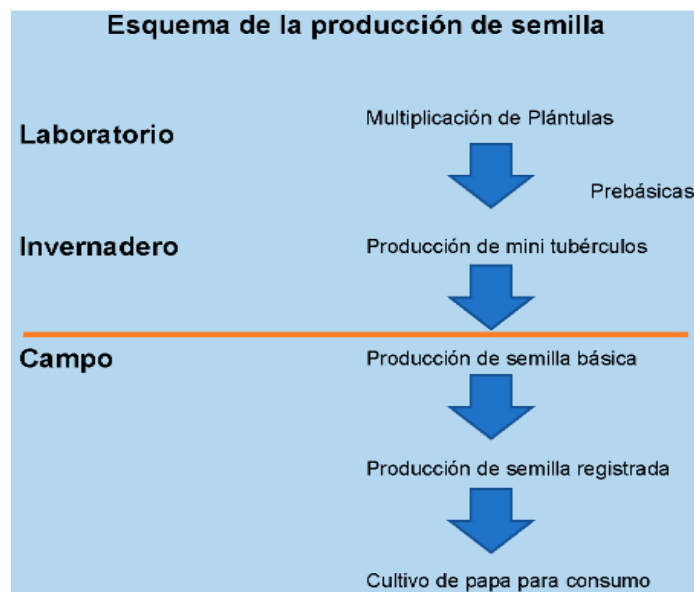 Esquema de la producción de semilla
Laboratorio
Multiplicación de Plántulas
Prebásicas
Invernadero
Producción de mini tubérculos
Campo
Producción de semilla básica
Producción de semilla registrada
Cultivo de papa para consumo